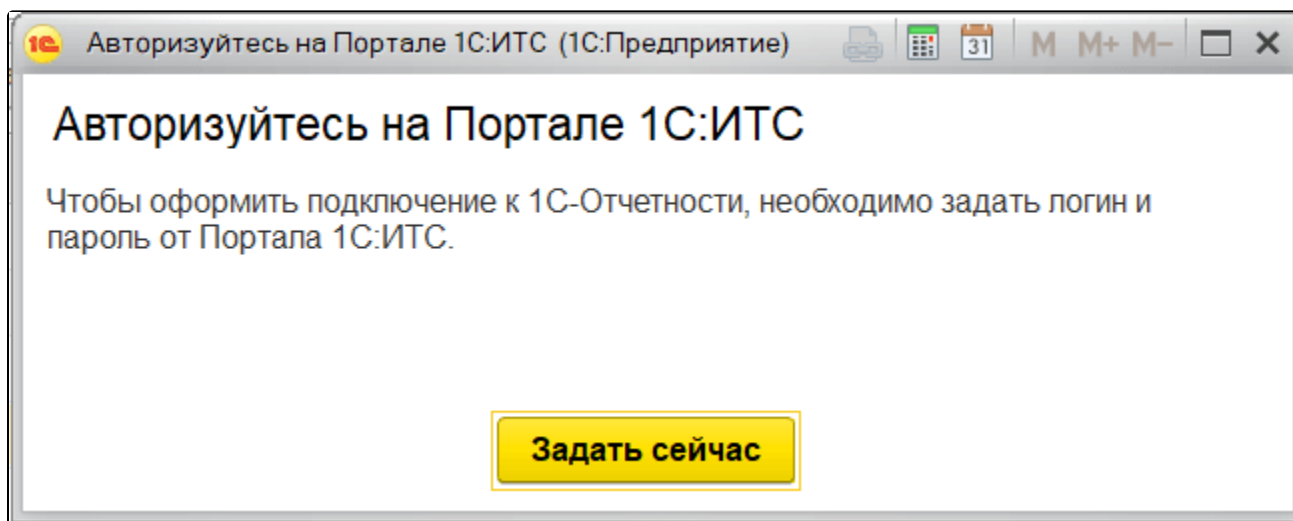 1С Авторизуйтесь на Портале 1С:ИТС (1С:Предприятие) 31 M M+ M-
Авторизуйтесь на Портале 1С:ИТС
Чтобы оформить подключение к 1С-Отчетности, необходимо задать логин и
пароль от Портала 1С:ИТС.
Задать сейчас